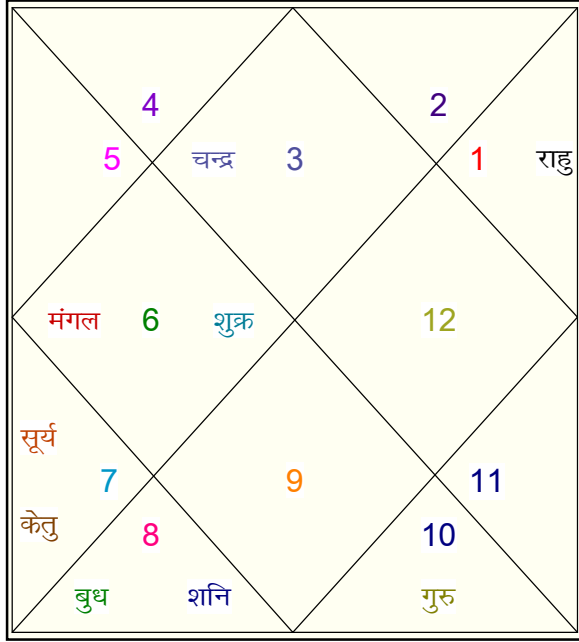 4 2
5 चन्द्र 3 1 राहु
मंगल 6 शुक्र 12
सूर्य
7 9 11
केतु 8 10
बुध शनि गुरु